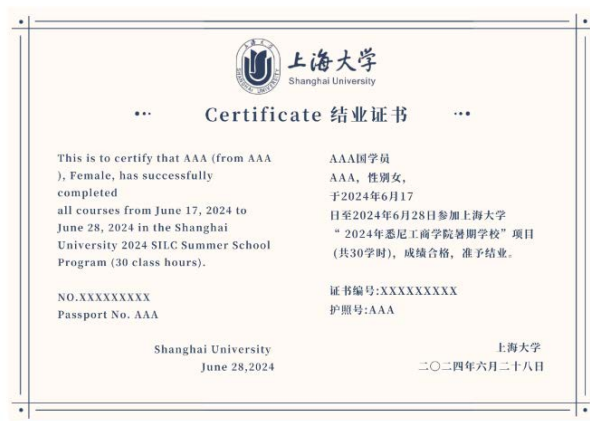 上海大学
Shanghai University
Certificate 结业证书
This is to certify that AAA (from AAA
), Female, has successfully
completed
all courses from June 17, 2024 to
June 28, 2024 in the Shanghai
University 2024 SILC Summer School
Program (30 class hours).
NO.XXXXXXXXX
Passport No. AAA
Shanghai University
June 28,2024
AAA国学员
AAA，性别女，
于2024年6月17
日至2024年6月28日参加上海大学
“ 2024年悉尼工商学院暑期学校”项目
(共30学时)，成绩合格，准予结业。
证书编号:XXXXXXXXX
护照号:AAA
上海大学
二〇二四年六月二十八日